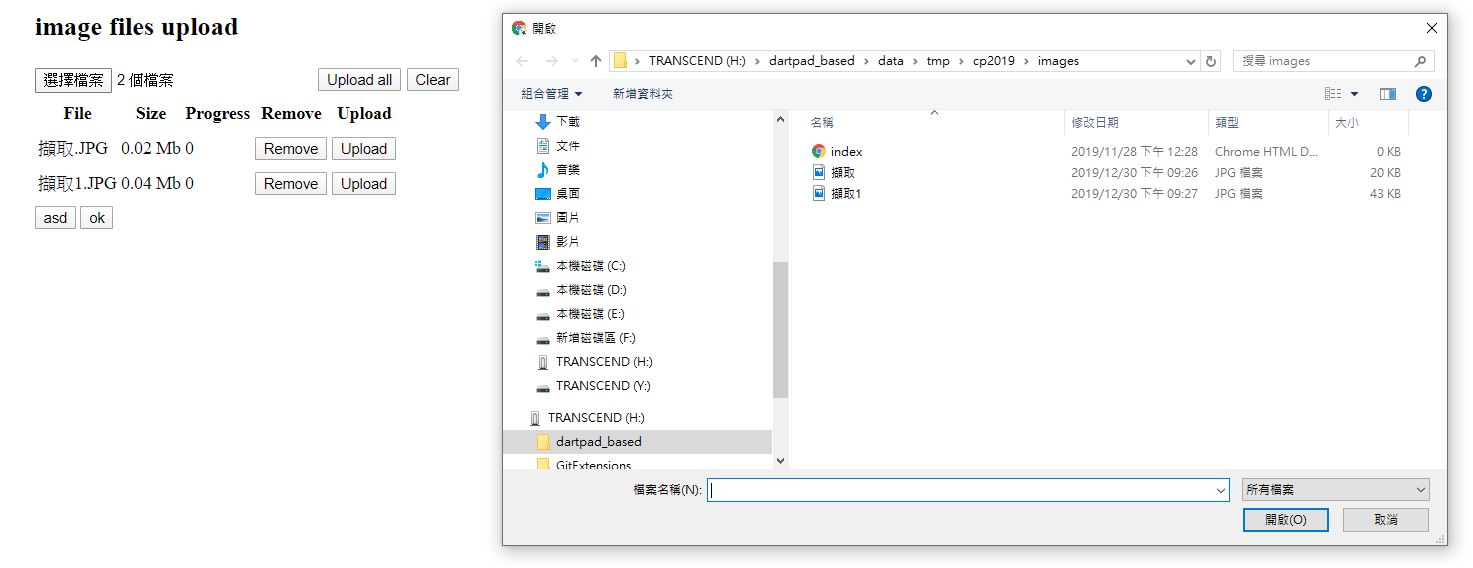 image files upload
選擇檔案 2 個檔案 Upload all Clear
File Size Progress Remove Upload
擷取.JPG 0.02 Mb 0 Remove Upload
擷取1.JPG 0.04 Mb 0 Remove Upload
asd ok
開啟
TRANSCEND (H:) › dartpad_based › data › tmp › cp2019 › images
搜尋 images
組合管理 新增資料夾
下載
文件
音樂
桌面
圖片
影片
本機磁碟 (C:)
本機磁碟 (D:)
本機磁碟 (E:)
新增磁碟區 (F:)
TRANSCEND (H:)
TRANSCEND (Y:)
TRANSCEND (H:)
dartpad_based
GitExtensions
名稱 修改日期 類型 大小
index 2019/11/28 下午 12:28 Chrome HTML D... 0 KB
擷取 2019/12/30 下午 09:26 JPG 檔案 20 KB
擷取1 2019/12/30 下午 09:27 JPG 檔案 43 KB
檔案名稱(N): 所有檔案
開啟(O) 取消